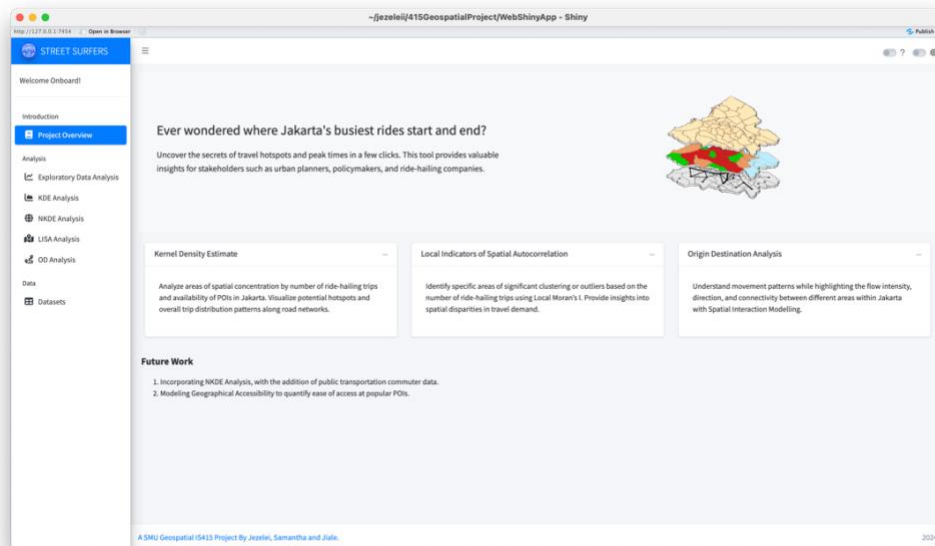 ~/jezeleii/415GeospatialProject/WebShinyApp - Shiny
http://127.0.0.1:7454
Open in Browser
Publish
STREET SURFERS
?
Welcome Onboard!
Introduction
Project Overview
Analysis
Exploratory Data Analysis
KDE Analysis
NKDE Analysis
LISA Analysis
OD Analysis
Data
Datasets
Ever wondered where Jakarta's busiest rides start and end?
Uncover the secrets of travel hotspots and peak times in a few clicks. This tool provides valuable
insights for stakeholders such as urban planners, policymakers, and ride-hailing companies.
Kernel Density Estimate
Analyze areas of spatial concentration by number of ride-hailing trips
and availability of POIs in Jakarta. Visualize potential hotspots and
overall trip distribution patterns along road networks.
Local Indicators of Spatial Autocorrelation
Identify specific areas of significant clustering or outliers based on the
number of ride-hailing trips using Local Moran's I. Provide insights into
spatial disparities in travel demand.
Origin Destination Analysis
Understand movement patterns while highlighting the flow intensity,
direction, and connectivity between different areas within Jakarta
with Spatial Interaction Modelling.
Future Work
1. Incorporating NKDE Analysis, with the addition of public transportation commuter data.
2. Modeling Geographical Accessibility to quantify ease of access at popular POIs.
A SMU Geospatial IS415 Project By Jezelei, Samantha and Jiale.
2024